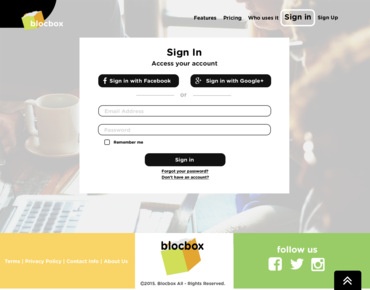 blocbox
Features Pricing Who uses it Sign in Sign Up
Sign In
Access your account
f Sign in with Facebook
g+ Sign in with Google+
or
Email Address
Password
Remember me
Sign in
Forgot your password?
Don't have an account?
Terms | Privacy Policy | Contact Info | About Us
blocbox
©2015. Blocbox All - Rights Reserved.
follow us